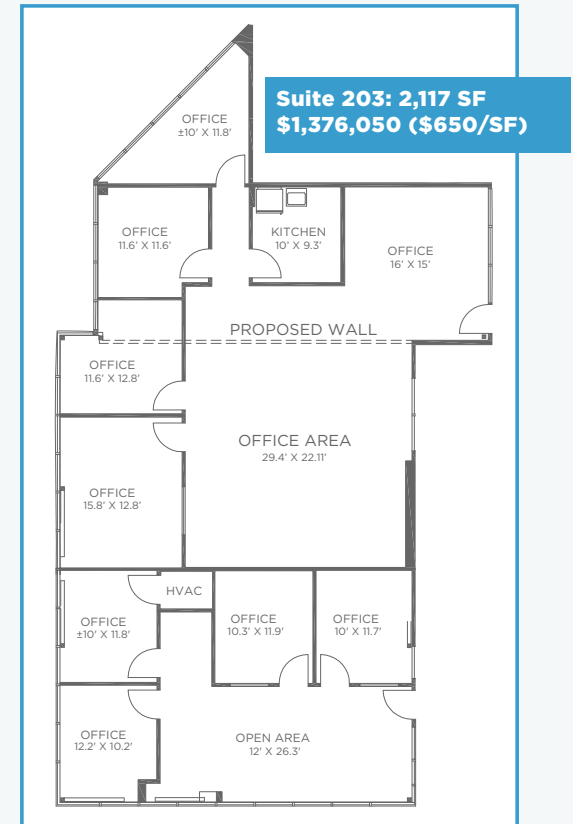 Suite 203: 2,117 SF
$1,376,050 ($650/SF)
OFFICE
±10' X 11.8'
OFFICE
11.6' X 11.6'
KITCHEN
10' X 9.3'
OFFICE
16' X 15'
PROPOSED WALL
OFFICE
11.6' X 12.8'
OFFICE AREA
29.4' X 22.11'
OFFICE
15.8' X 12.8'
HVAC
OFFICE
±10' X 11.8'
OFFICE
10.3' X 11.9'
OFFICE
10' X 11.7'
OFFICE
12.2' X 10.2'
OPEN AREA
12' X 26.3'